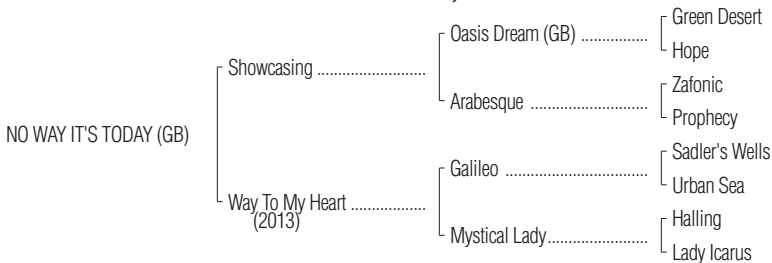 Green Desert
Oasis Dream (GB) ................
Hope
Showcasing ..........................
Zafonic
Arabesque ............................
Prophecy
NO WAY IT'S TODAY (GB)
Sadler's Wells
Galileo ..................................
Urban Sea
Way To My Heart ..................
(2013)
Halling
Mystical Lady........................
Lady Icarus